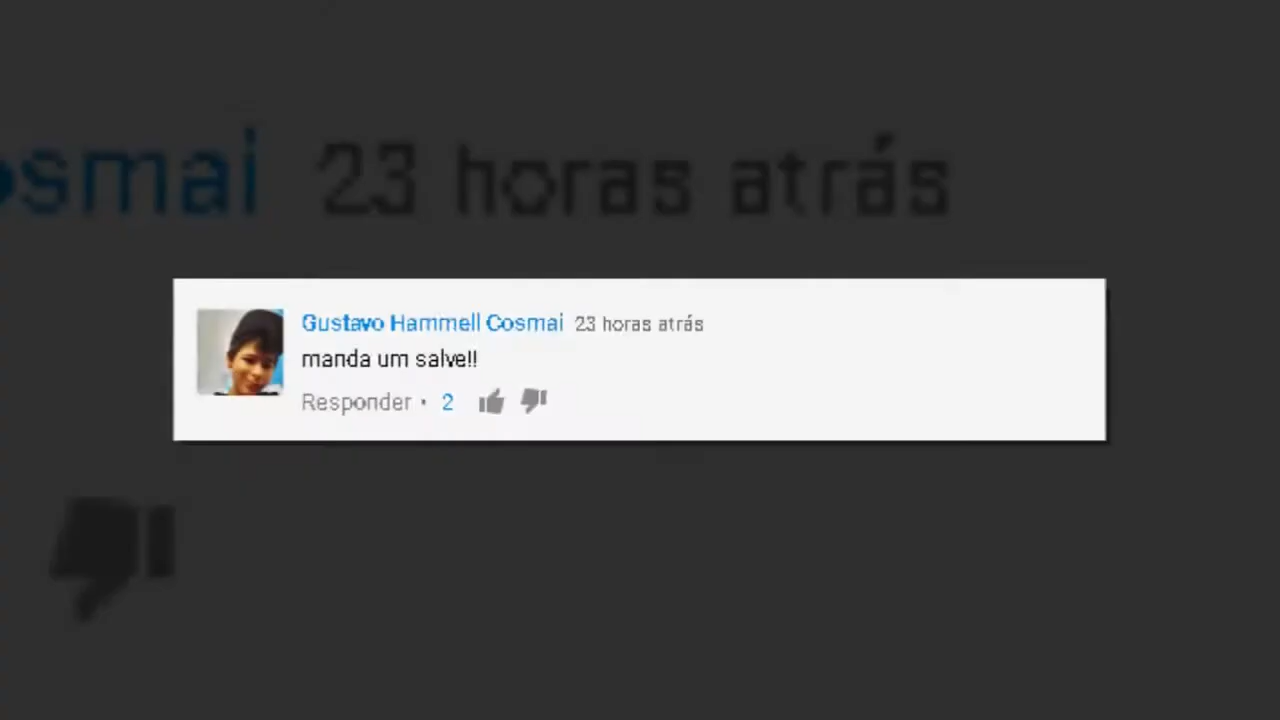 osmai 23 horas atrás
Gustavo Hammell Cosmai 23 horas atrás
manda um salve!!
Responder • 2